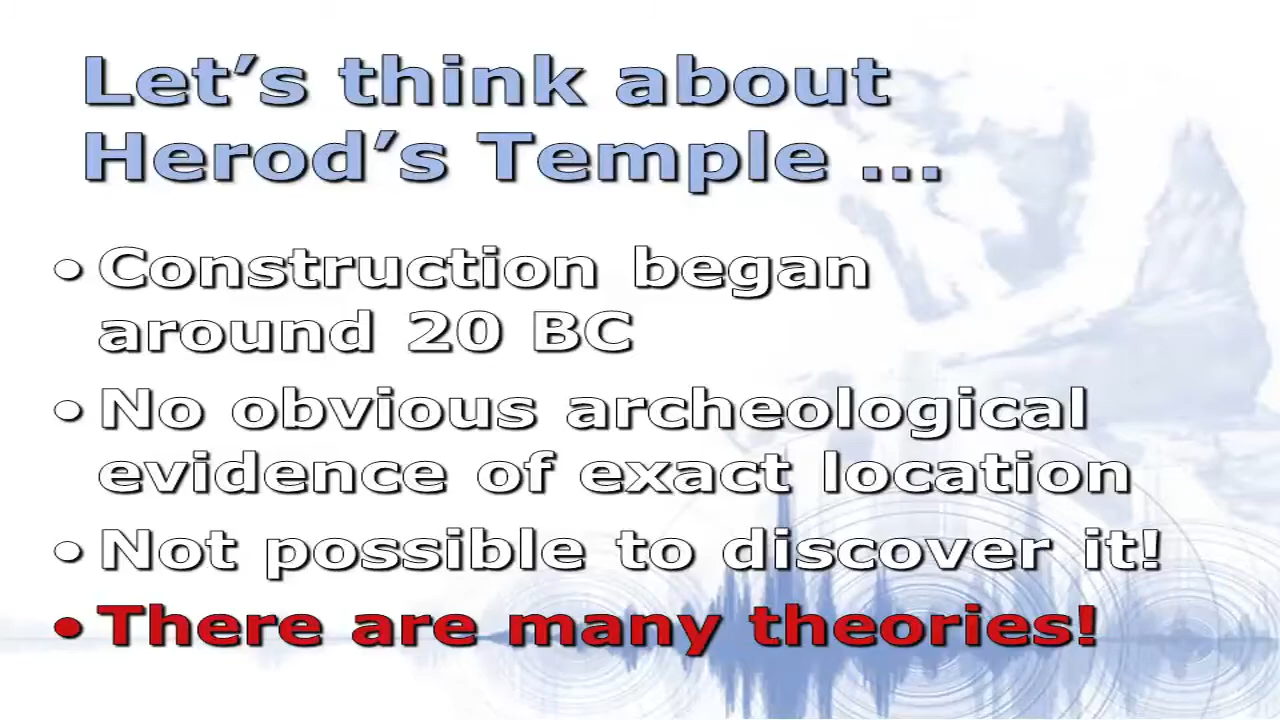 Let’s think about
Herod’s Temple ...
• Construction began
around 20 BC
• No obvious archeological
evidence of exact location
• Not possible to discover it!
• There are many theories!